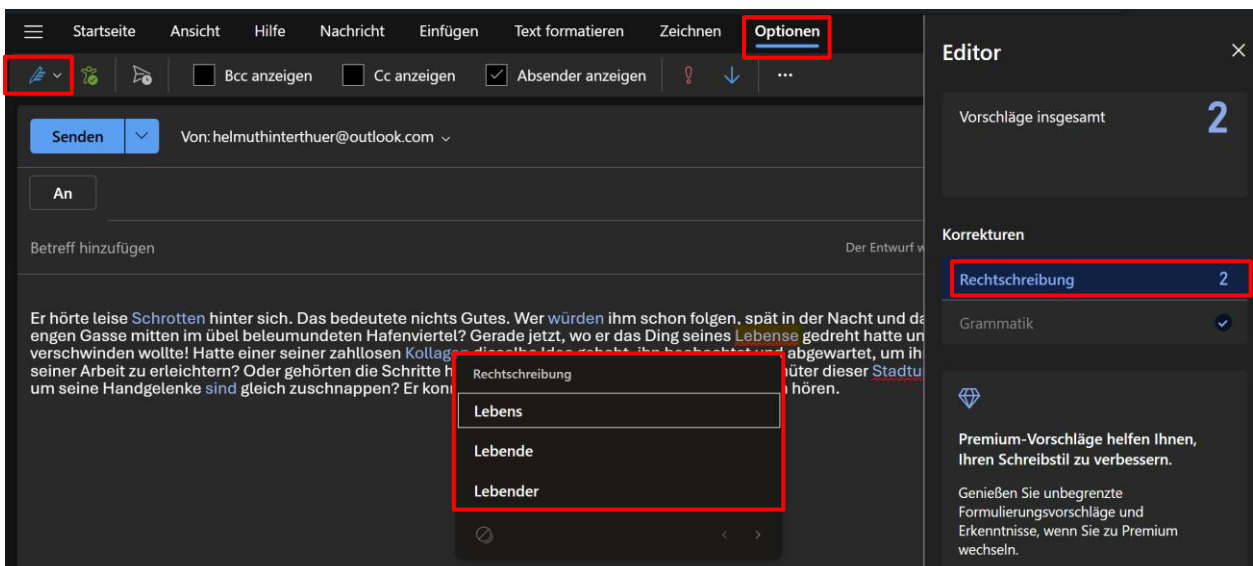 Startseite Ansicht Hilfe Nachricht Einfügen Text formatieren Zeichnen Optionen
Bcc anzeigen Cc anzeigen Absender anzeigen
Senden Von: helmuthinterthuer@outlook.com
An
Betreff hinzufügen Der Entwurf
Er hörte leise Schrotten hinter sich. Das bedeutete nichts Gutes. Wer würden ihm schon folgen, spät in der Nacht und
engen Gasse mitten im übel beleumundeten Hafenviertel? Gerade jetzt, wo er das Ding seines Lebense gedreht hatte
verschwinden wollte! Hatte einer seiner zahllosen Kollagen dieselbe Idee gehabt, ihn beobachtet und abgewartet, um
seiner Arbeit zu erleichtern? Oder gehörten die Schritte dieser
um seine Handgelenke sind gleich zuschnappen? Er hören.
Rechtschreibung
Lebens
Lebende
Lebender
Editor
Vorschläge insgesamt 2
Korrekturen
Rechtschreibung 2
Grammatik
Premium-Vorschläge helfen Ihnen,
Ihren Schreibstil zu verbessern.
Genießen Sie unbegrenzte
Formulierungsvorschläge und
Erkenntnisse, wenn Sie zu Premium
wechseln.